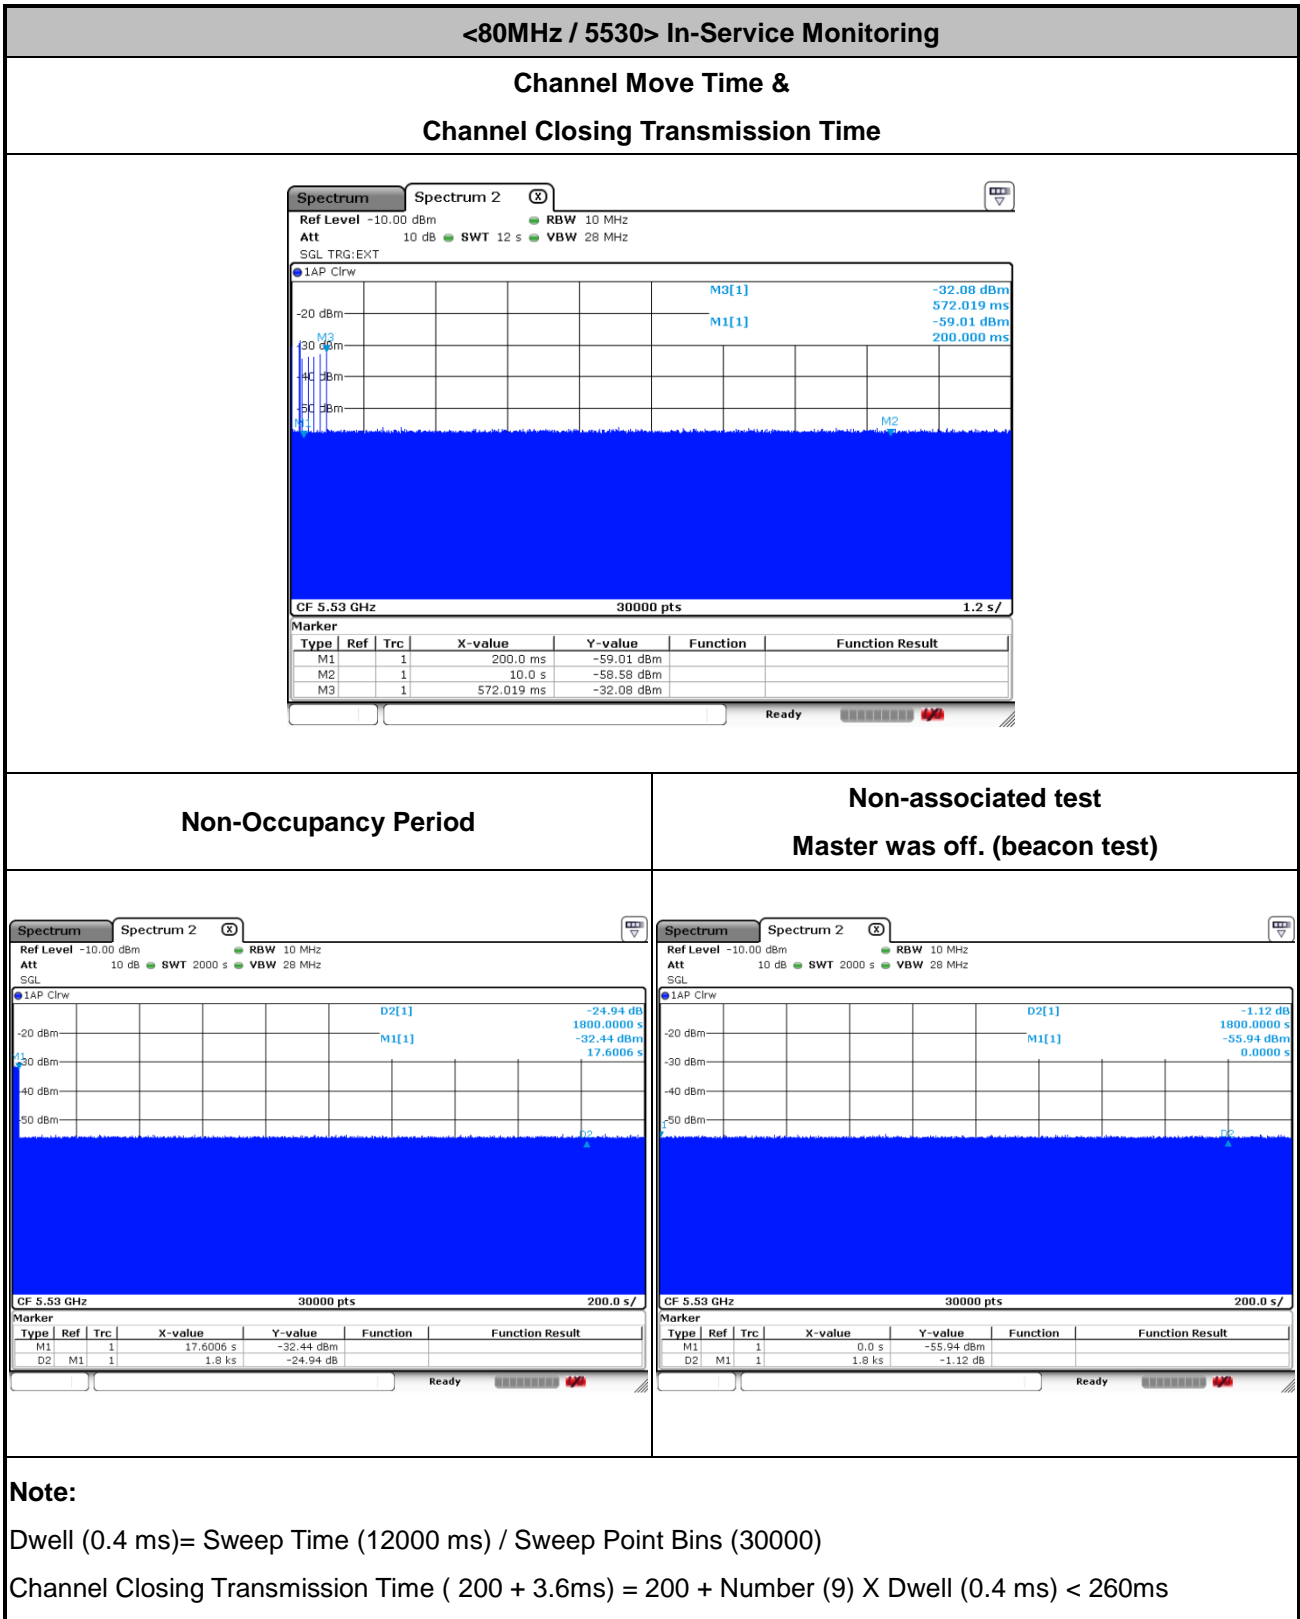 <80MHz / 5530> In-Service Monitoring
Channel Move Time &
Channel Closing Transmission Time
Spectrum Spectrum 2 X
Ref Level -10.00 dBm RBW 10 MHz
Att 10 dB SWT 12 s VBW 28 MHz
SGL TRG:EXT
1AP Clrw
M3[1] -32.08 dBm
572.019 ms
M1[1] -59.01 dBm
200.000 ms
-20 dBm
M3
-30 dBm
-40 dBm
-50 dBm
M1
M2
CF 5.53 GHz 30000 pts 1.2 s/
Marker
Type Ref Trc X-value Y-value Function Function Result
M1 1 200.0 ms -59.01 dBm
M2 1 10.0 s -58.58 dBm
M3 1 572.019 ms -32.08 dBm
Ready
Non-Occupancy Period
Non-associated test
Master was off. (beacon test)
Spectrum Spectrum 2 X
Ref Level -10.00 dBm RBW 10 MHz
Att 10 dB SWT 2000 s VBW 28 MHz
SGL
1AP Clrw
D2[1] -24.94 dB
1800.0000 s
M1[1] -32.44 dBm
17.6006 s
-20 dBm
M1
-30 dBm
-40 dBm
-50 dBm
D2
CF 5.53 GHz 30000 pts 200.0 s/
Marker
Type Ref Trc X-value Y-value Function Function Result
M1 1 17.6006 s -32.44 dBm
D2 M1 1 1.8 ks -24.94 dB
Ready
Spectrum Spectrum 2 X
Ref Level -10.00 dBm RBW 10 MHz
Att 10 dB SWT 2000 s VBW 28 MHz
SGL
1AP Clrw
D2[1] -1.12 dB
1800.0000 s
M1[1] -55.94 dBm
0.0000 s
-20 dBm
-30 dBm
-40 dBm
-50 dBm
1
D2
CF 5.53 GHz 30000 pts 200.0 s/
Marker
Type Ref Trc X-value Y-value Function Function Result
M1 1 0.0 s -55.94 dBm
D2 M1 1 1.8 ks -1.12 dB
Ready
Note:
Dwell (0.4 ms)= Sweep Time (12000 ms) / Sweep Point Bins (30000)
Channel Closing Transmission Time ( 200 + 3.6ms) = 200 + Number (9) X Dwell (0.4 ms) < 260ms